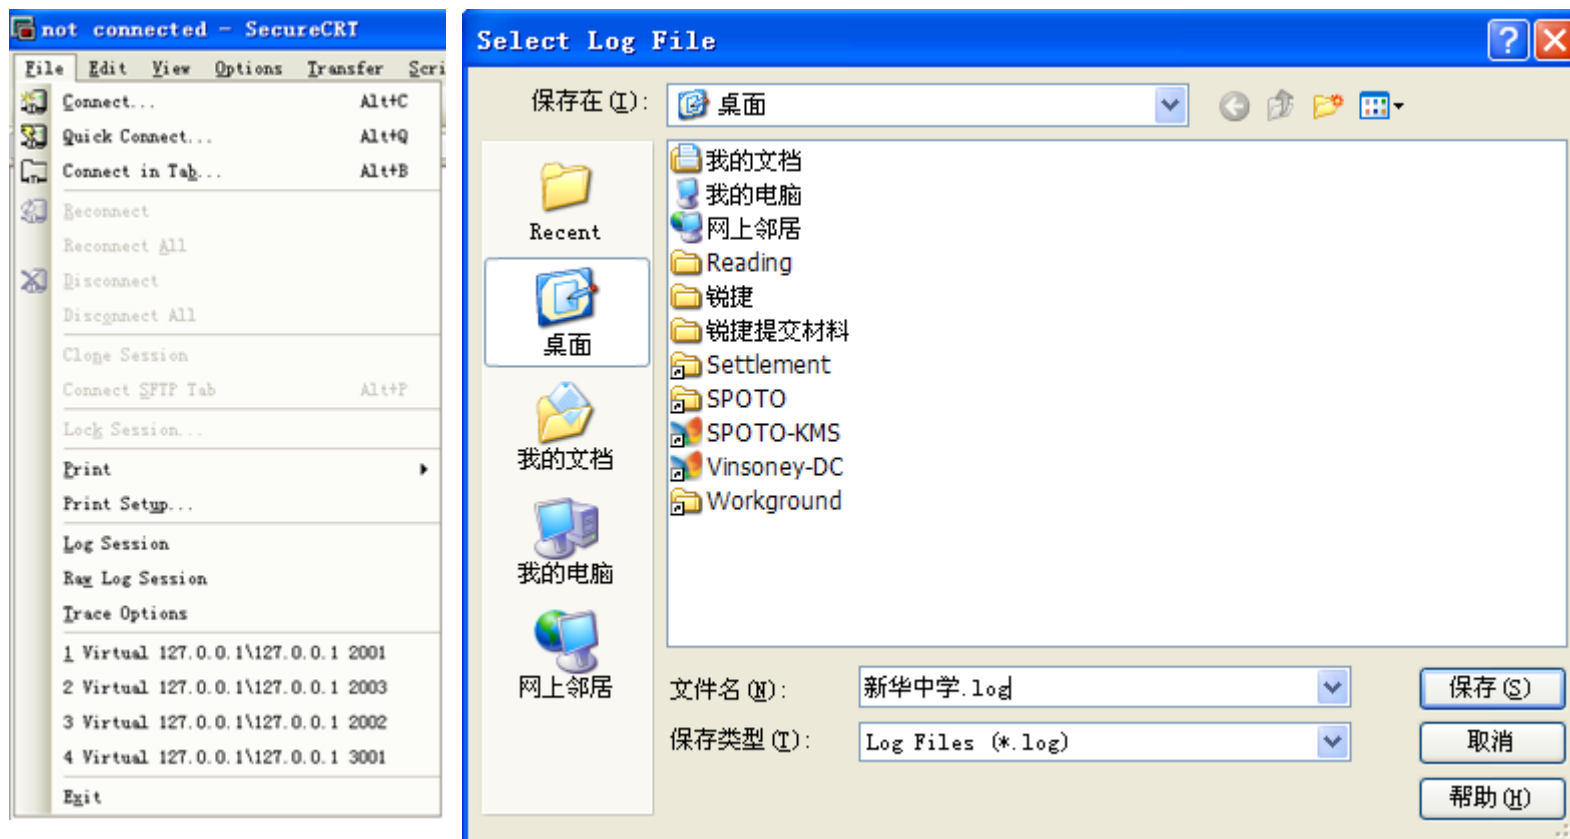 not connected - SecureCRT
File Edit View Options Transfer Scri
Connect... Alt+C
Quick Connect... Alt+Q
Connect in Tab... Alt+B
Reconnect
Reconnect All
Disconnect
Disconnect All
Clone Session
Connect SFTP Tab Alt+P
Lock Session...
Print
Print Setup...
Log Session
Raw Log Session
Trace Options
1 Virtual 127.0.0.1\127.0.0.1 2001
2 Virtual 127.0.0.1\127.0.0.1 2003
3 Virtual 127.0.0.1\127.0.0.1 2002
4 Virtual 127.0.0.1\127.0.0.1 3001
Exit
Select Log File
保存在(I):
桌面
Recent
桌面
我的文档
我的电脑
网上邻居
我的文档
我的电脑
网上邻居
Reading
锐捷
锐捷提交材料
Settlement
SPOTO
SPOTO-KMS
Vinsoney-DC
Workground
文件名(N): 新华中学.log 保存(S)
保存类型(T): Log Files (*.log) 取消
帮助(H)